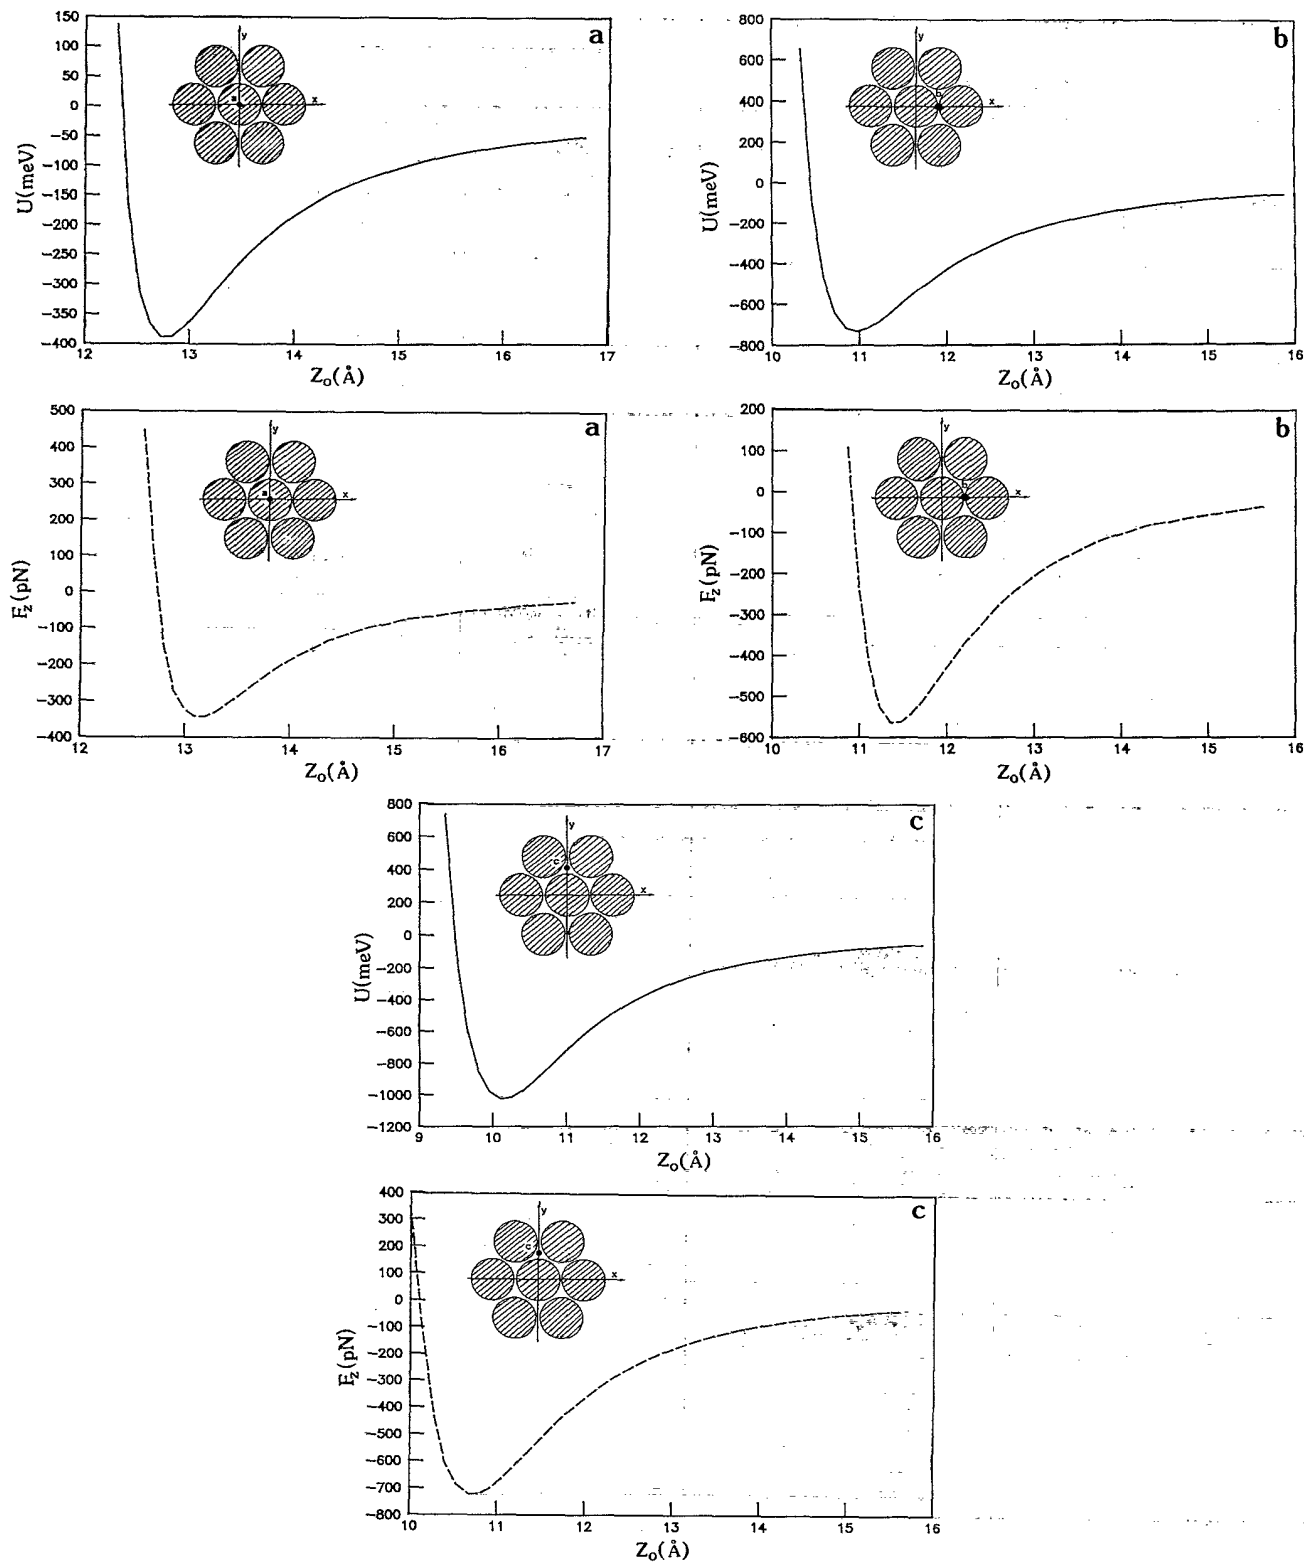 a
150
100
50
0
−50
−100
−150
−200
−250
−300
−350
−400
U(meV)
y
x
a
12 13 14 15 16 17
Z₀(Å)
b
800
600
400
200
0
−200
−400
−600
−800
U(meV)
y
x
b
10 11 12 13 14 15 16
Z₀(Å)
a
500
400
300
200
100
0
−100
−200
−300
−400
F_z(pN)
y
x
a
12 13 14 15 16 17
Z₀(Å)
b
200
100
0
−100
−200
−300
−400
−500
−600
F_z(pN)
y
x
b
10 11 12 13 14 15 16
Z₀(Å)
c
800
600
400
200
0
−200
−400
−600
−800
−1000
−1200
U(meV)
y
x
c
9 10 11 12 13 14 15 16
Z₀(Å)
c
400
300
200
100
0
−100
−200
−300
−400
−500
−600
−700
−800
F_z(pN)
y
x
c
10 11 12 13 14 15 16
Z₀(Å)